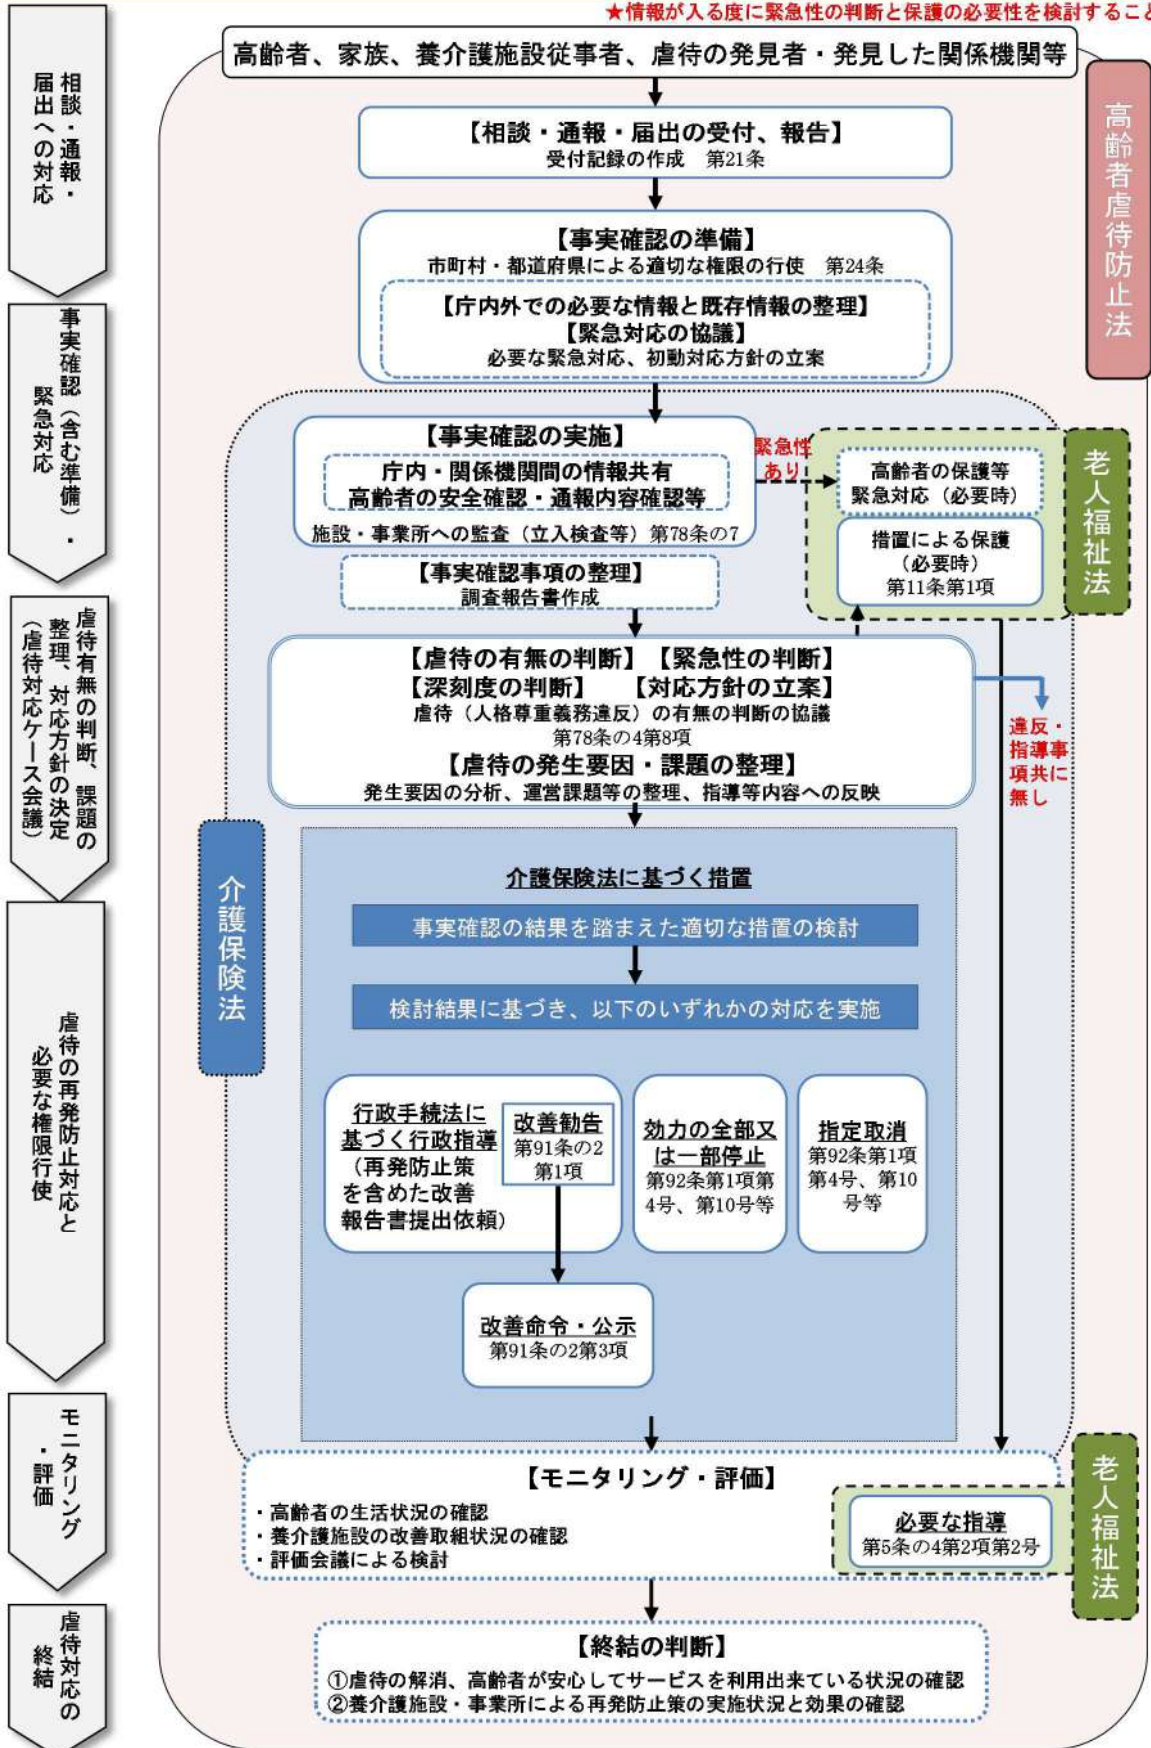 ★情報が入る度に緊急性の判断と保護の必要性を検討すること
高齢者、家族、養介護施設従事者、虐待の発見者・発見した関係機関等
相談・通報・
届出への対応
高齢者虐待防止法
【相談・通報・届出の受付、報告】
受付記録の作成　第21条
【事実確認の準備】
市町村・都道府県による適切な権限の行使　第24条
【庁内外での必要な情報と既存情報の整理】
【緊急対応の協議】
必要な緊急対応、初動対応方針の立案
事実確認（含む準備）・
緊急対応
【事実確認の実施】
庁内・関係機関間の情報共有
高齢者の安全確認・通報内容確認等
施設・事業所への監査（立入検査等）第78条の7
緊急性
あり
高齢者の保護等
緊急対応（必要時）
措置による保護
（必要時）
第11条第1項
老人福祉法
【事実確認事項の整理】
調査報告書作成
虐待有無の判断、課題の
整理、対応方針の決定
（虐待対応ケース会議）
【虐待の有無の判断】【緊急性の判断】
【深刻度の判断】　【対応方針の立案】
虐待（人格尊重義務違反）の有無の判断の協議
第78条の4第8項
【虐待の発生要因・課題の整理】
発生要因の分析、運営課題等の整理、指導等内容への反映
違反・
指導事
項共に
無し
介護保険法
介護保険法に基づく措置
事実確認の結果を踏まえた適切な措置の検討
検討結果に基づき、以下のいずれかの対応を実施
虐待の再発防止対応と
必要な権限行使
行政手続法に
基づく行政指導
（再発防止策
を含めた改善
報告書提出依頼）
改善勧告
第91条の2
第1項
効力の全部又
は一部停止
第92条第1項第
4号、第10号等
指定取消
第92条第1項
第4号、第10
号等
改善命令・公示
第91条の2第3項
モニタリング
・評価
【モニタリング・評価】
・高齢者の生活状況の確認
・養介護施設の改善取組状況の確認
・評価会議による検討
必要な指導
第5条の4第2項第2号
老人福祉法
虐待対応の
終結
【終結の判断】
①虐待の解消、高齢者が安心してサービスを利用出来ている状況の確認
②養介護施設・事業所による再発防止策の実施状況と効果の確認